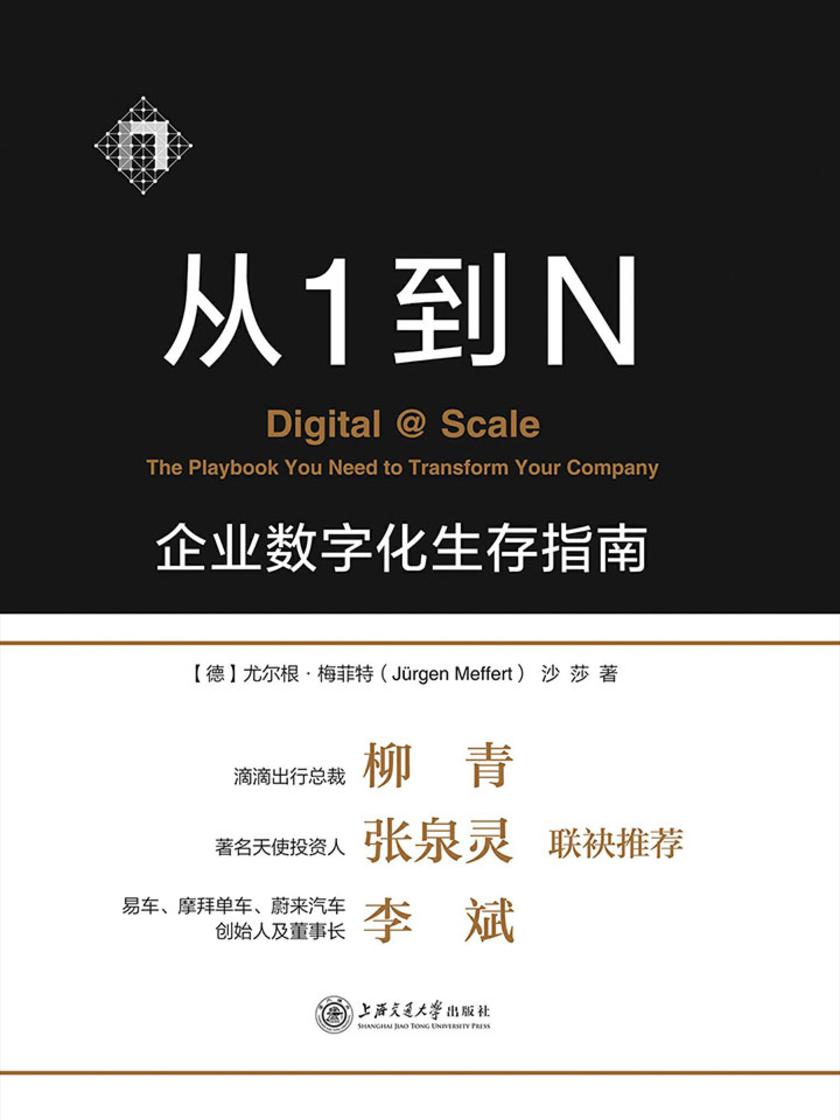 n
从1到N
Digital @ Scale
The Playbook You Need to Transform Your Company
企业数字化生存指南
【德】尤尔根·梅菲特（Jürgen Meffert） 沙 莎 著
滴滴出行总裁 柳 青
著名天使投资人 张泉灵 联袂推荐
易车、摩拜单车、蔚来汽车
创始人及董事长 李 斌
上海交通大学出版社
SHANGHAI JIAO TONG UNIVERSITY PRESS